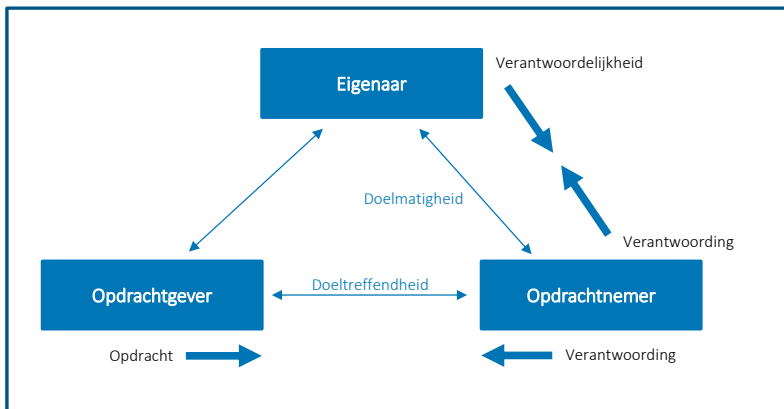 Verantwoordelijkheid
Eigenaar
Doelmatigheid
Verantwoording
Opdrachtgever
Doeltreffendheid
Opdrachtnemer
Opdracht
Verantwoording